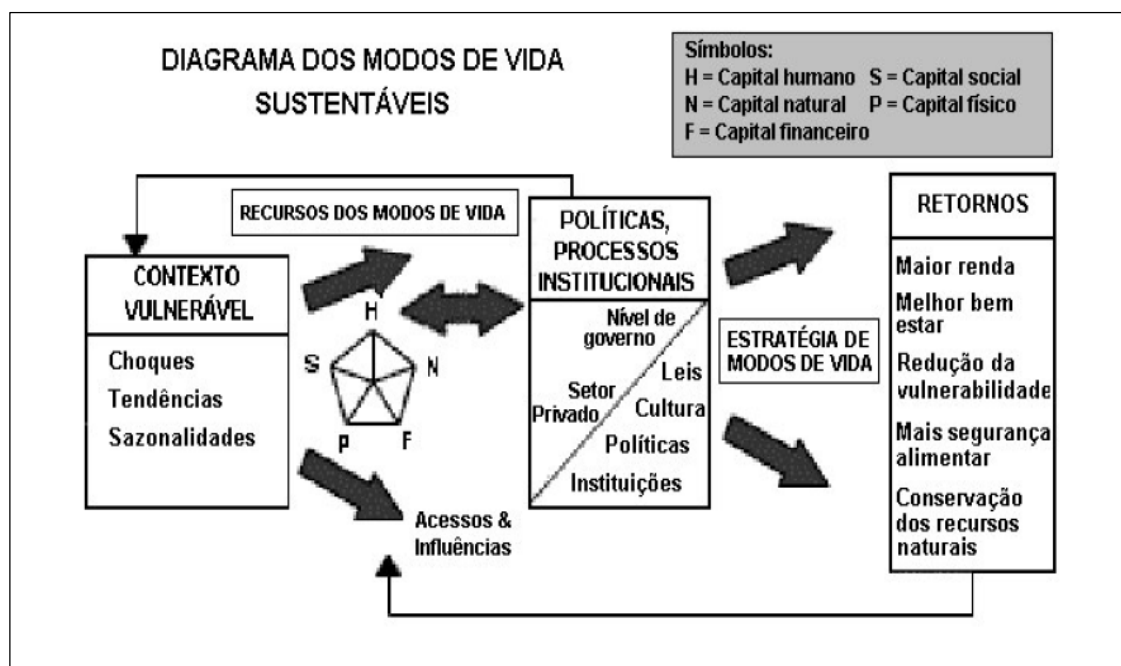 DIAGRAMA DOS MODOS DE VIDA
SUSTENTÁVEIS
Símbolos:
H = Capital humano S = Capital social
N = Capital natural P = Capital físico
F = Capital financeiro
RECURSOS DOS MODOS DE VIDA
CONTEXTO
VULNERÁVEL
Choques
Tendências
Sazonalidades
H
S
N
P
F
Acessos &
Influências
POLÍTICAS,
PROCESSOS
INSTITUCIONAIS
Nível de
governo
Setor
Privado
Leis
Cultura
Políticas
Instituições
ESTRATÉGIA DE
MODOS DE VIDA
RETORNOS
Maior renda
Melhor bem
estar
Redução da
vulnerabilidade
Mais segurança
alimentar
Conservação
dos recursos
naturais